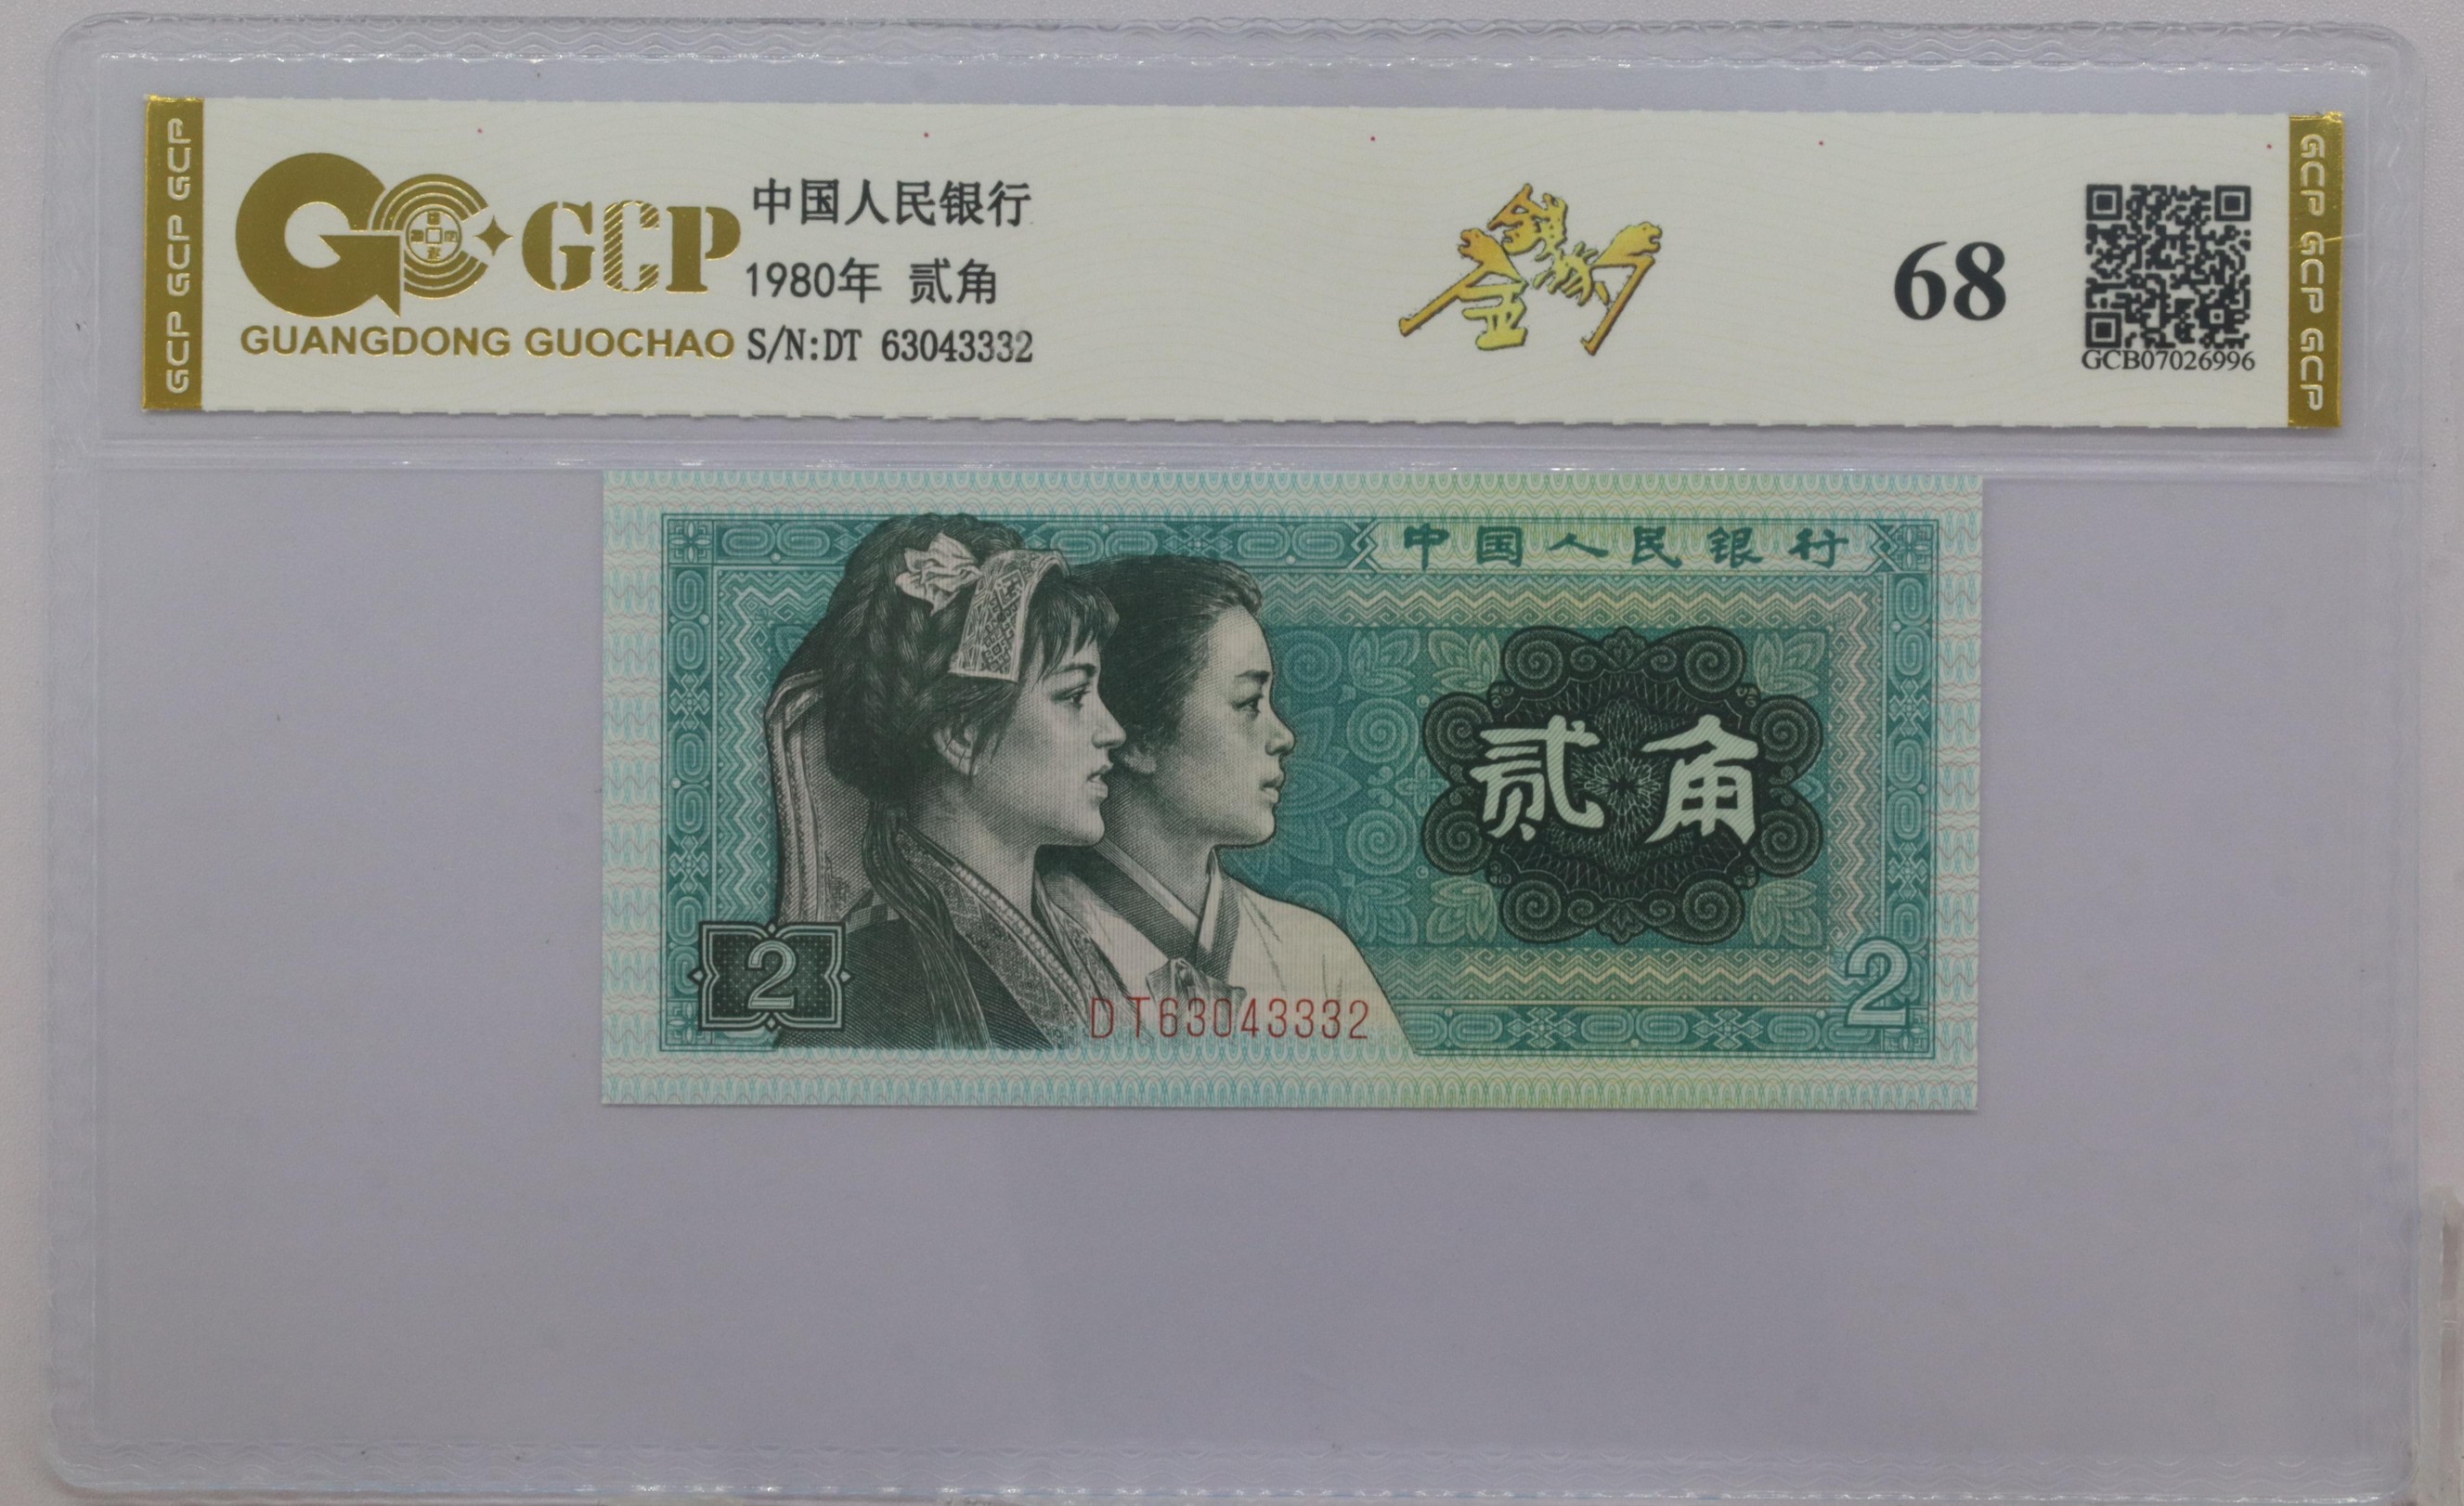 GCP GCP GCP
GCP
GUANGDONG GUOCHAO
中国人民银行
1980年 贰角
S/N:DT 63043332
金钱豹
68
GCB07026996
GCP GCP GCP
中国人民银行
贰角
2
DT63043332
2